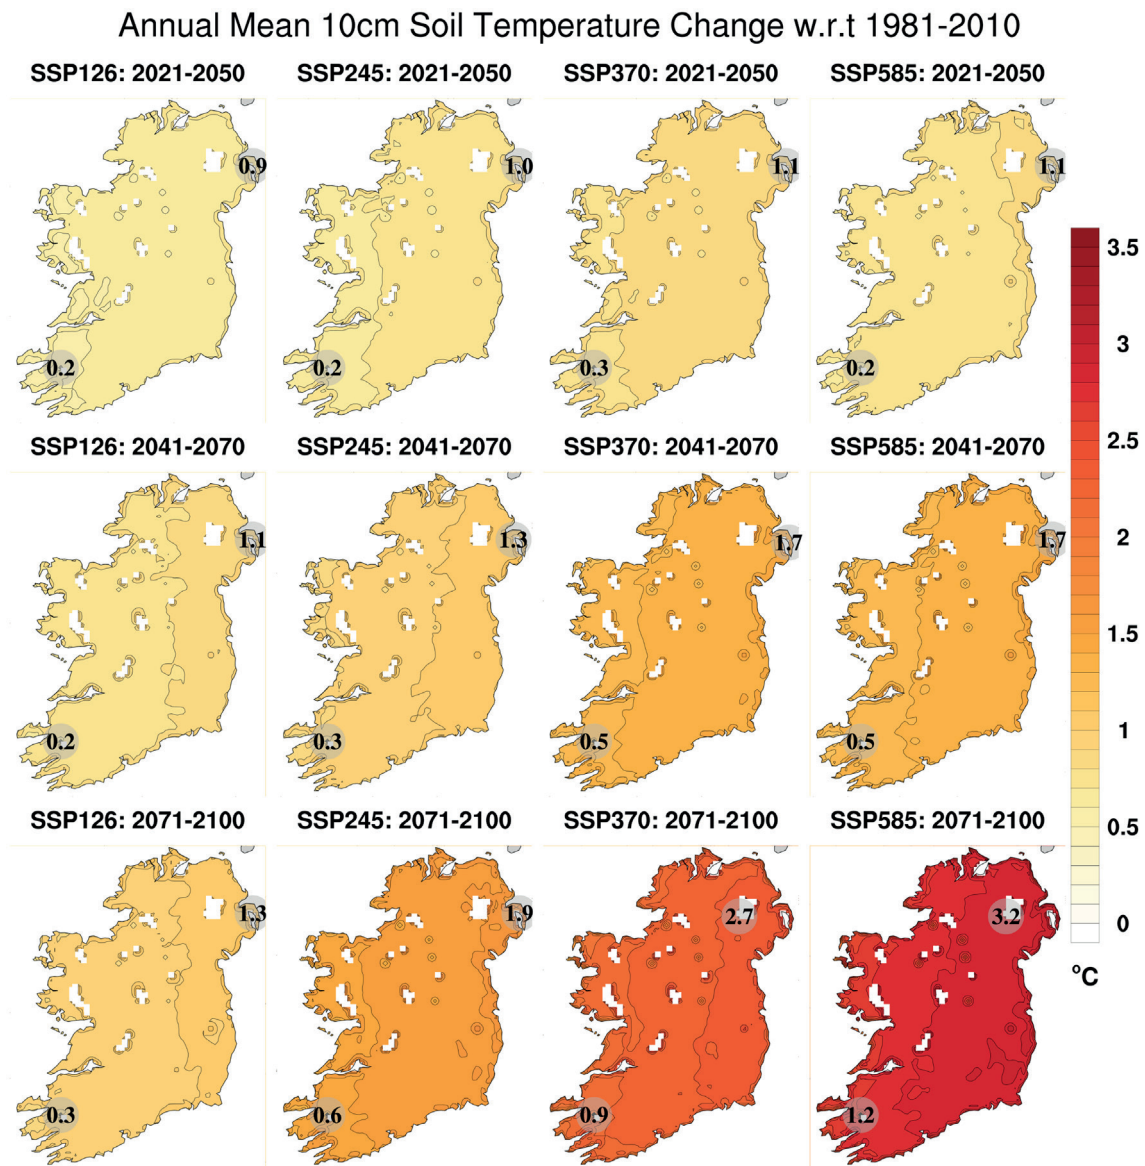 Annual Mean 10cm Soil Temperature Change w.r.t 1981-2010
SSP126: 2021-2050 SSP245: 2021-2050 SSP370: 2021-2050 SSP585: 2021-2050
0.9 1.0 1.1 1.1
0.2 0.2 0.3 0.2
SSP126: 2041-2070 SSP245: 2041-2070 SSP370: 2041-2070 SSP585: 2041-2070
1.1 1.3 1.7 1.7
0.2 0.3 0.5 0.5
SSP126: 2071-2100 SSP245: 2071-2100 SSP370: 2071-2100 SSP585: 2071-2100
1.3 1.9 2.7 3.2
0.3 0.6 0.9 1.2
3.5
3
2.5
2
1.5
1
0.5
0
°C